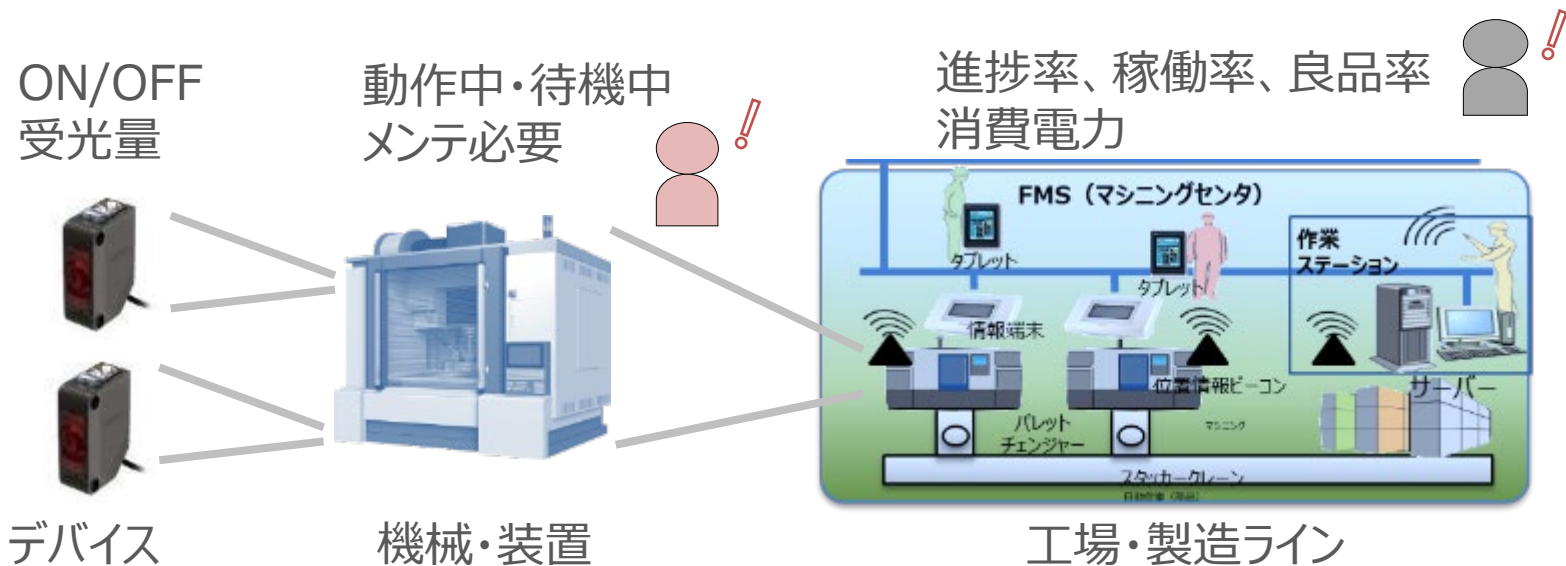 ON/OFF
受光量
動作中・待機中
メンテ必要
進捗率、稼働率、良品率
消費電力
FMS（マシニングセンタ）
タブレット
タブレット
作業
ステーション
情報端末
位置情報ビーコン
サーバー
パレット
チェンジャー
マシニング
スタッカークレーン
デバイス
機械・装置
工場・製造ライン